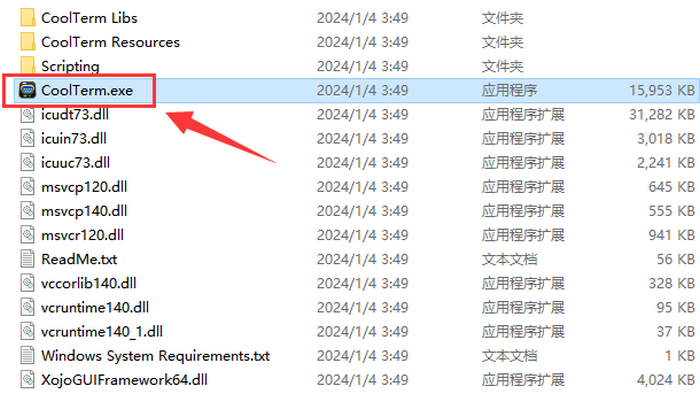 CoolTerm Libs 2024/1/4 3:49 文件夹
CoolTerm Resources 2024/1/4 3:49 文件夹
Scripting 2024/1/4 3:49 文件夹
CoolTerm.exe 2024/1/4 3:49 应用程序 15,953 KB
icudt73.dll 2024/1/4 3:49 应用程序扩展 31,282 KB
icuin73.dll 2024/1/4 3:49 应用程序扩展 3,018 KB
icuuc73.dll 2024/1/4 3:49 应用程序扩展 2,241 KB
msvcp120.dll 2024/1/4 3:49 应用程序扩展 645 KB
msvcp140.dll 2024/1/4 3:49 应用程序扩展 555 KB
msvcr120.dll 2024/1/4 3:49 应用程序扩展 941 KB
ReadMe.txt 2024/1/4 3:49 文本文档 56 KB
vccorlib140.dll 2024/1/4 3:49 应用程序扩展 328 KB
vcruntime140.dll 2024/1/4 3:49 应用程序扩展 95 KB
vcruntime140_1.dll 2024/1/4 3:49 应用程序扩展 37 KB
Windows System Requirements.txt 2024/1/4 3:49 文本文档 1 KB
XojoGUIFramework64.dll 2024/1/4 3:49 应用程序扩展 4,024 KB